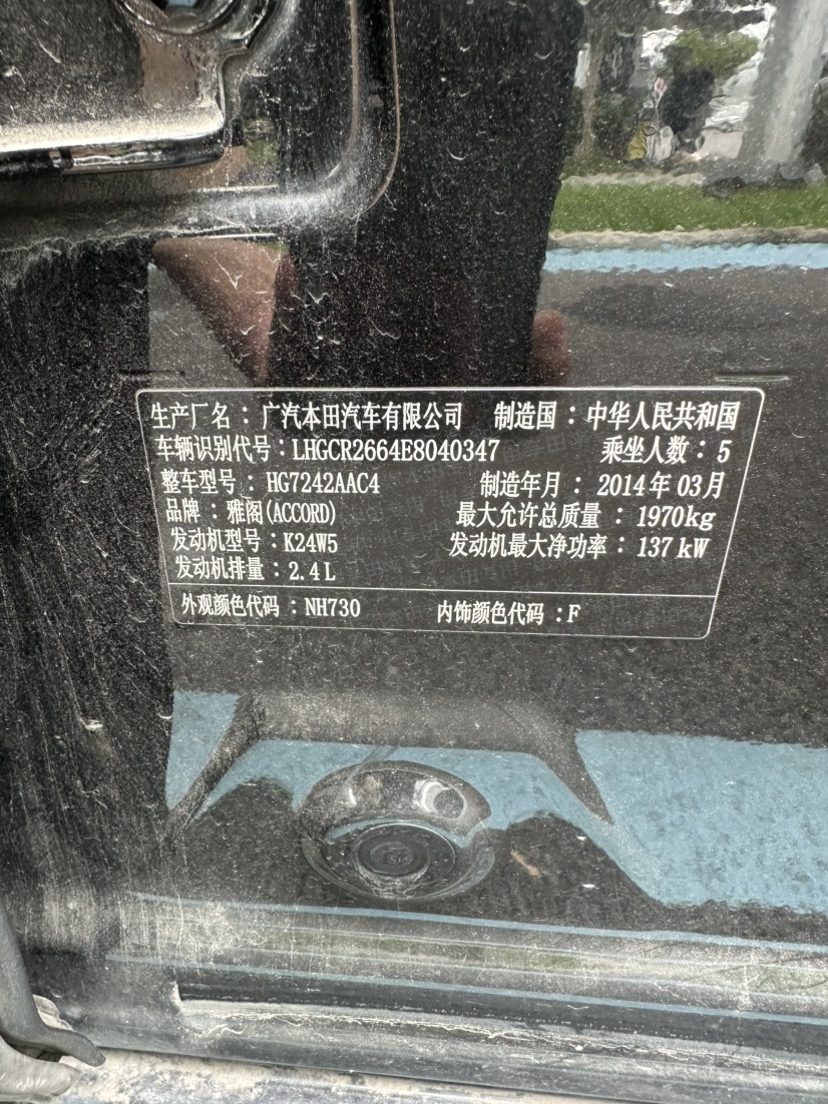 生产厂名：广汽本田汽车有限公司 制造国：中华人民共和国
车辆识别代号：LHGCR2664E8040347 乘坐人数：5
整车型号：HG7242AAC4 制造年月：2014年03月
品牌：雅阁(ACCORD) 最大允许总质量：1970kg
发动机型号：K24W5 发动机最大净功率：137kW
发动机排量：2.4L
外观颜色代码：NH730 内饰颜色代码：F